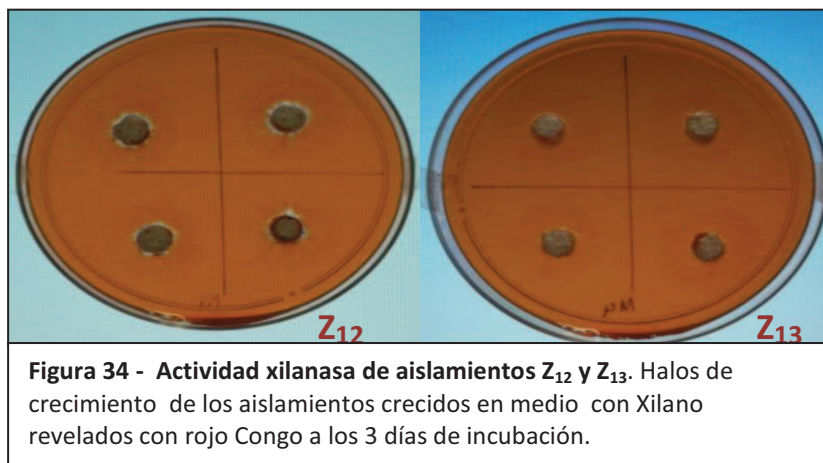 Z₁₂
Z₁₃
Figura 34 - Actividad xilanasa de aislamientos Z₁₂ y Z₁₃. Halos de
crecimiento de los aislamientos crecidos en medio con Xilano
revelados con rojo Congo a los 3 días de incubación.